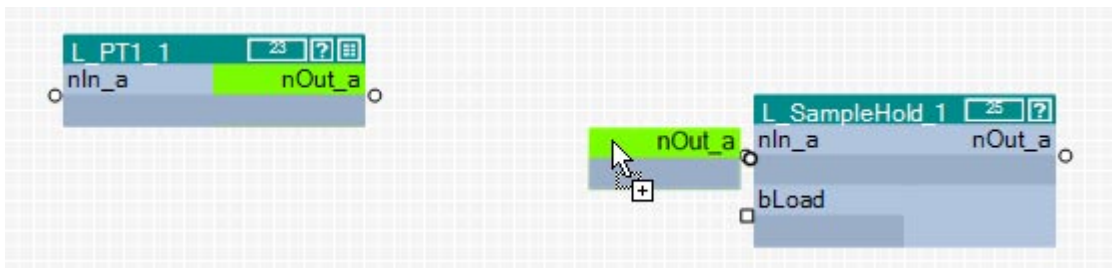 L_PT1_1 23 ?
nIn_a nOut_a
L_SampleHold_1 25 ?
nOut_a nIn_a nOut_a
bLoad